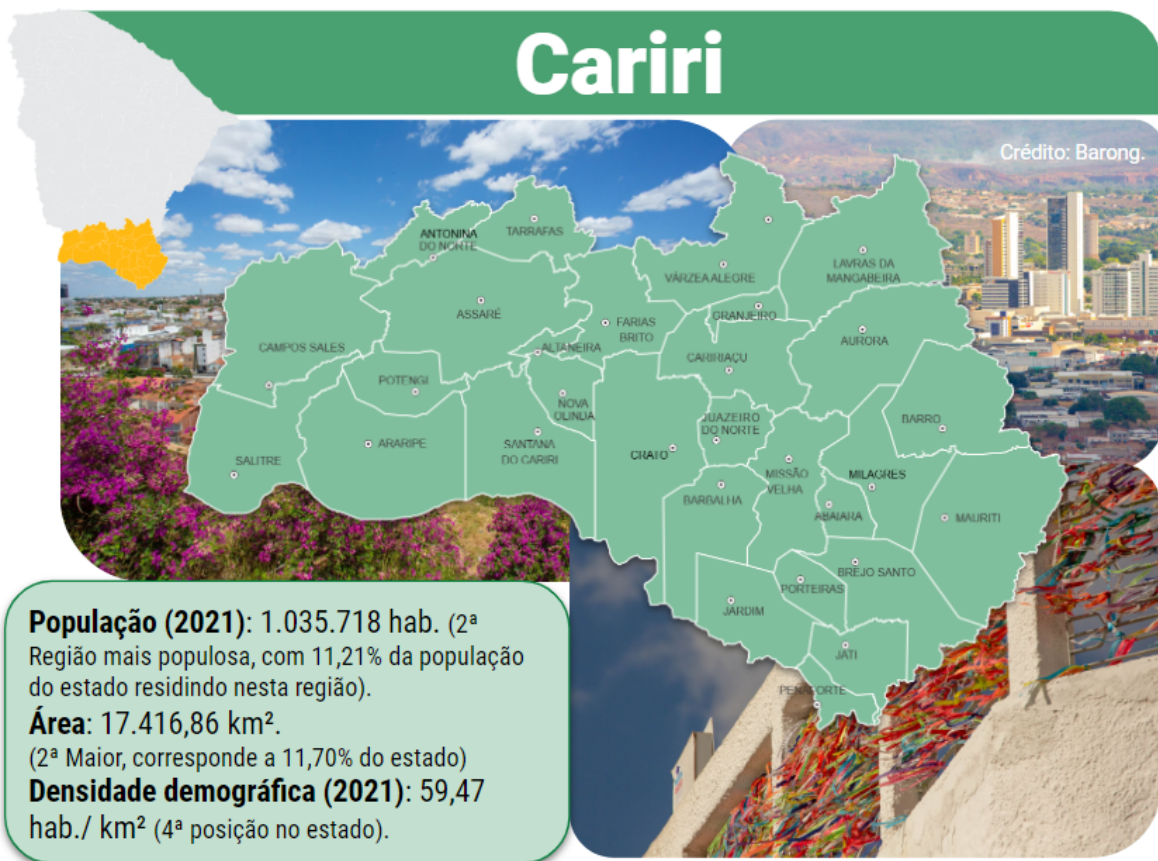 Cariri
Crédito: Barong.
ANTONINA
DO NORTE
TARRAFAS
VÁRZEA ALEGRE
LAVRAS DA
MANGABEIRA
ASSARÉ
GRANJEIRO
FARIAS
BRITO
CAMPOS SALES
ALTANEIRA
CARIRIAÇU
AURORA
POTENGI
NOVA
OLINDA
JUAZEIRO
DO NORTE
BARRO
ARARIPE
SANTANA
DO CARIRI
CRATO
SALITRE
MISSÃO
VELHA
MILAGRES
BARBALHA
ABAIARA
MAURITI
BREJO SANTO
PORTEIRAS
JARDIM
JATI
PENAFORTE
População (2021): 1.035.718 hab. (2ª
Região mais populosa, com 11,21% da população
do estado residindo nesta região).
Área: 17.416,86 km².
(2ª Maior, corresponde a 11,70% do estado)
Densidade demográfica (2021): 59,47
hab./ km² (4ª posição no estado).